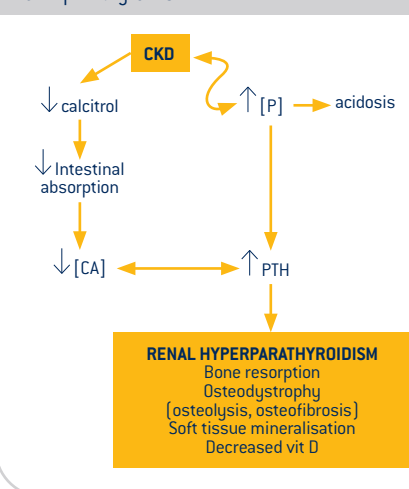 CKD
↓ calcitrol
↑ [P]
acidosis
↓ Intestinal
absorption
↓ [CA]
↑ PTH
RENAL HYPERPARATHYROIDISM
Bone resorption
Osteodystrophy
(osteolysis, osteofibrosis)
Soft tissue mineralisation
Decreased vit D